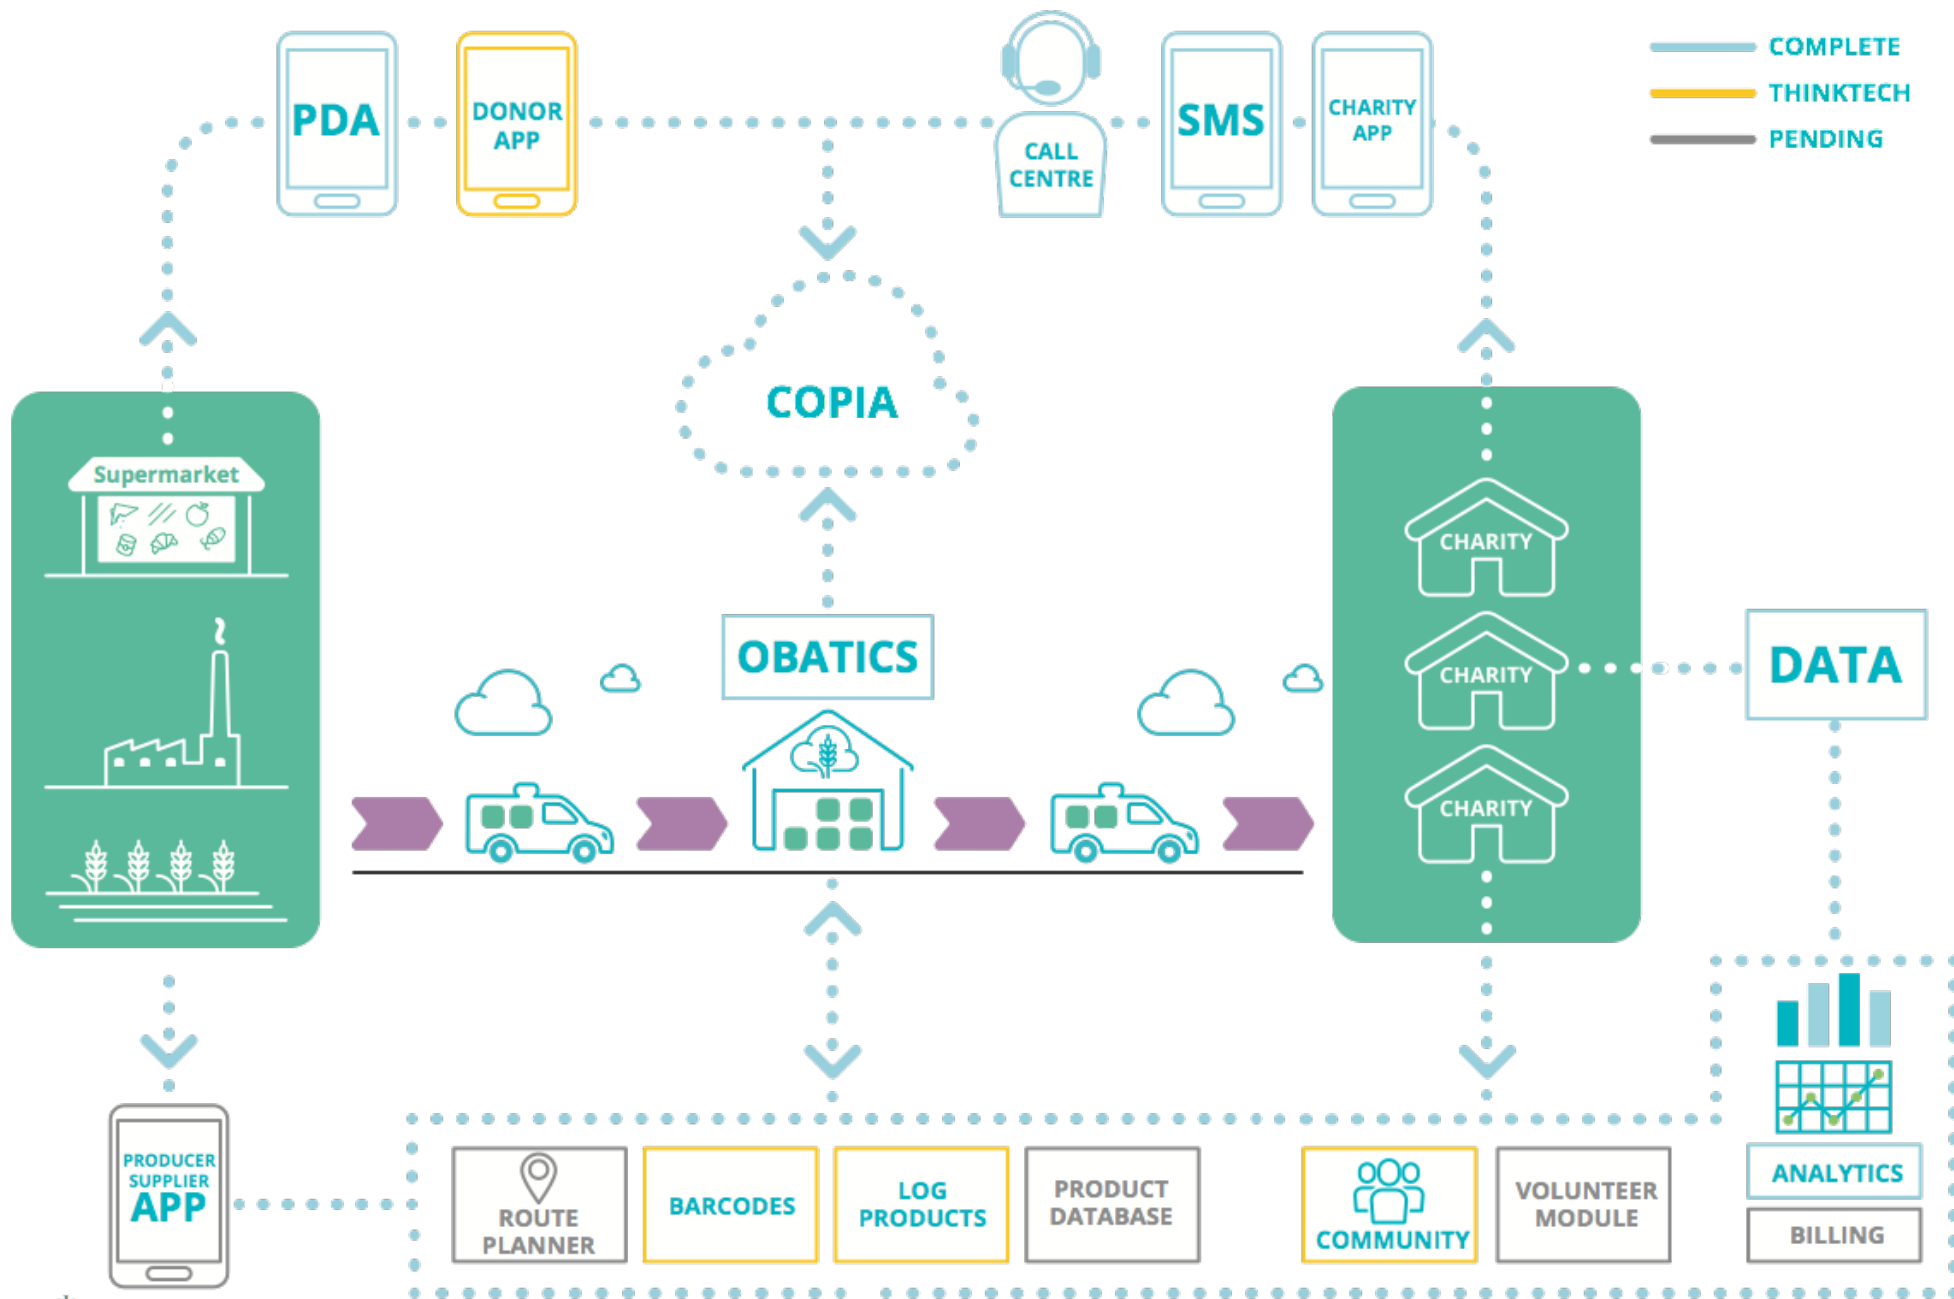 PDA
DONOR
APP
CALL
CENTRE
SMS
CHARITY
APP
COMPLETE
THINKTECH
PENDING
COPIA
Supermarket
OBATICS
CHARITY
CHARITY
CHARITY
DATA
PRODUCER
SUPPLIER
APP
ROUTE
PLANNER
BARCODES
LOG
PRODUCTS
PRODUCT
DATABASE
COMMUNITY
VOLUNTEER
MODULE
ANALYTICS
BILLING